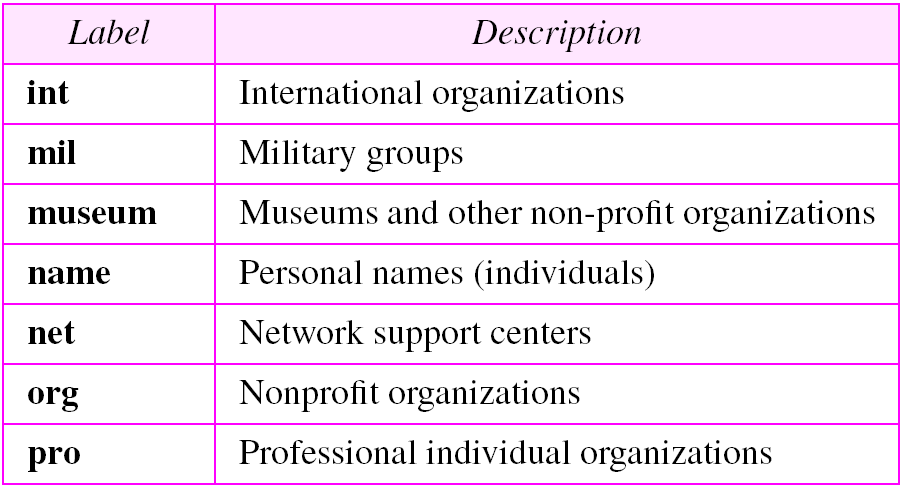 Label Description
int International organizations
mil Military groups
museum Museums and other non-profit organizations
name Personal names (individuals)
net Network support centers
org Nonprofit organizations
pro Professional individual organizations